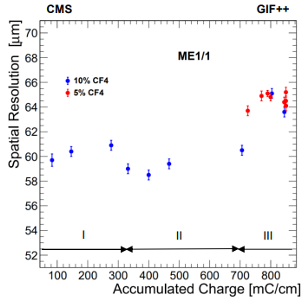 CMS GIF++
ME1/1
10% CF4
5% CF4
Spatial Resolution [μm]
70
68
66
64
62
60
58
56
54
52
I II III
100 200 300 400 500 600 700 800
Accumulated Charge [mC/cm]